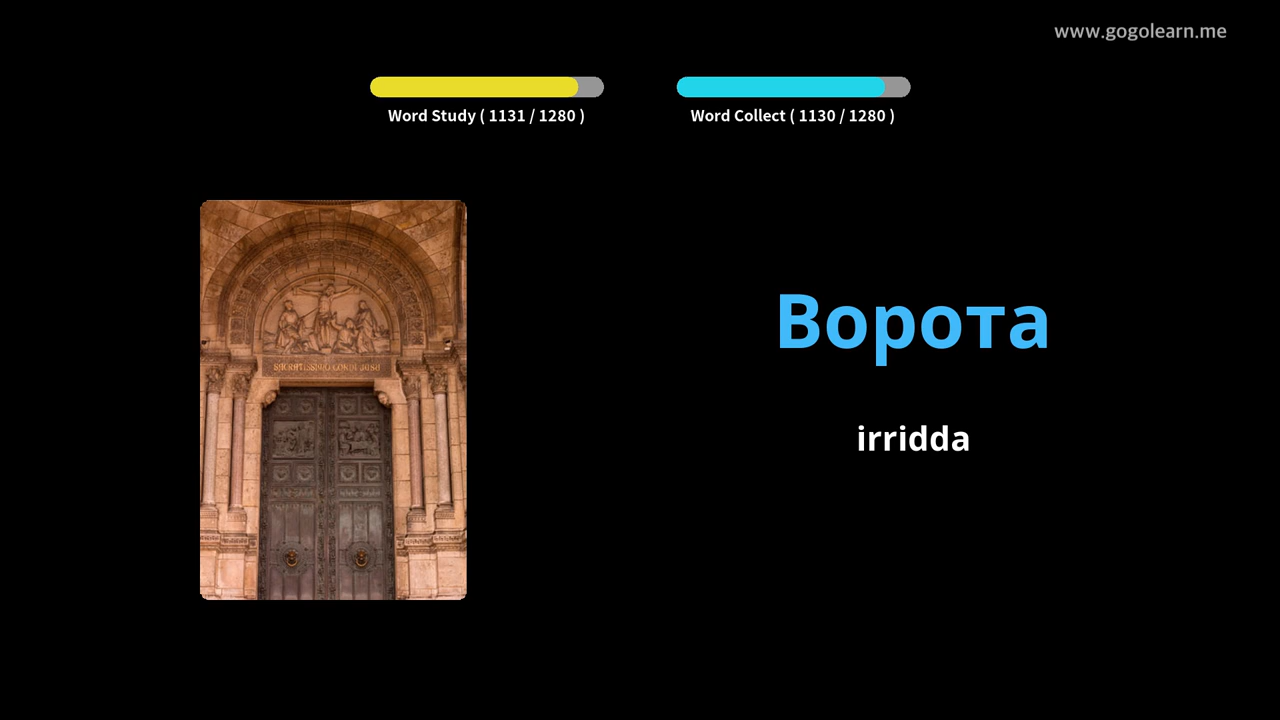 www.gogolearn.me
Word Study ( 1131 / 1280 )
Word Collect ( 1130 / 1280 )
Ворота
irridda